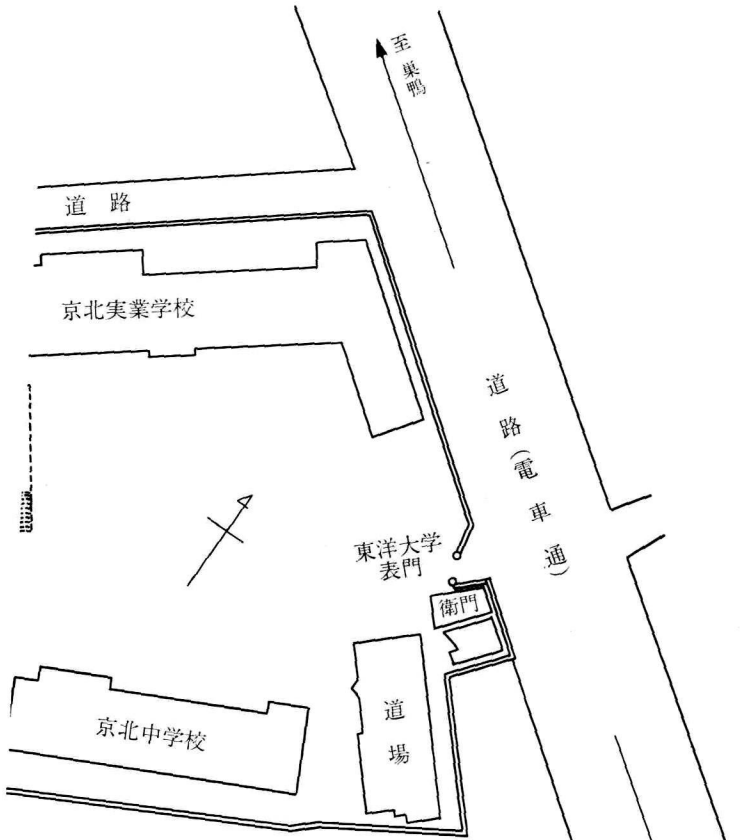 至巣鴨
道路
京北実業学校
道路(電車通)
東洋大学
表門
衛門
道場
京北中学校